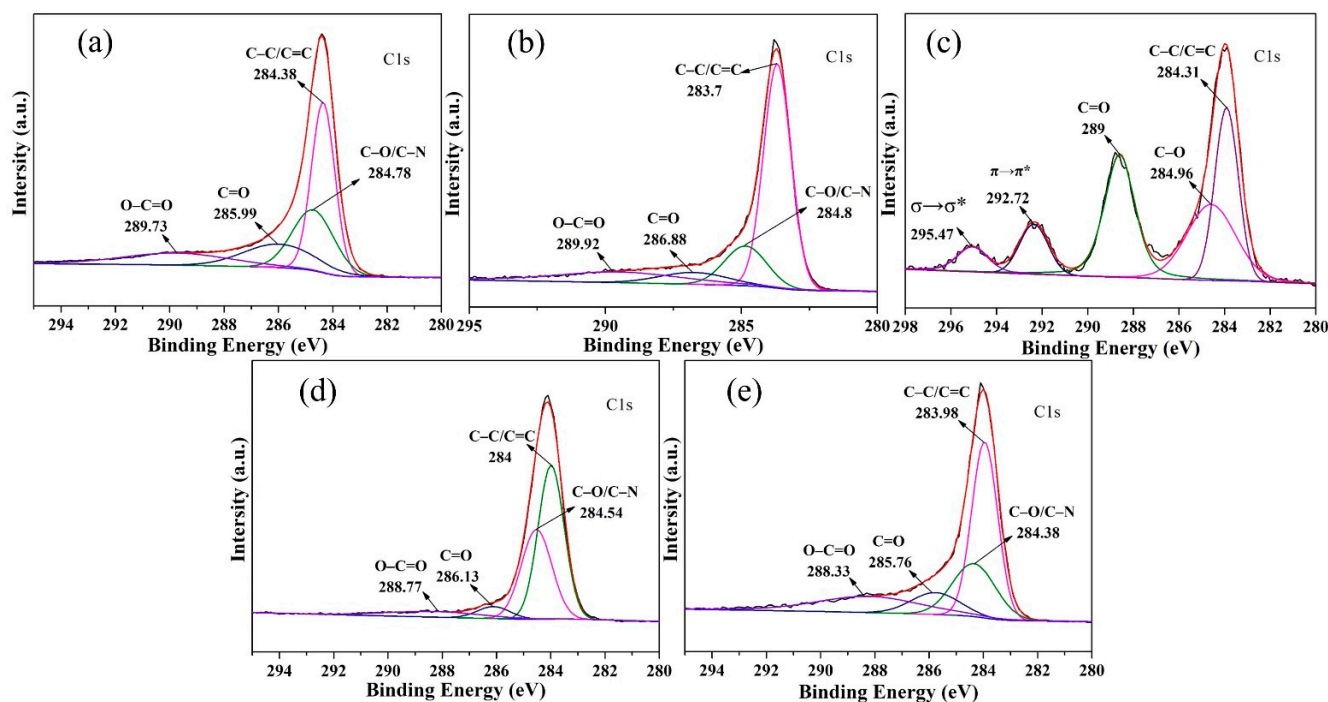 (a)
C1s
C–C/C=C
284.38
C–O/C–N
284.78
C=O
285.99
O–C=O
289.73
Intersity (a.u.)
294 292 290 288 286 284 282 280
Binding Energy (eV)
(b)
C1s
C–C/C=C
283.7
C–O/C–N
284.8
C=O
286.88
O–C=O
289.92
Intersity (a.u.)
295 290 285 280
Binding Energy (eV)
(c)
C1s
C–C/C=C
284.31
C=O
289
C–O
284.96
π→π*
292.72
σ→σ*
295.47
Intersity (a.u.)
298 296 294 292 290 288 286 284 282 280
Binding Energy (eV)
(d)
C1s
C–C/C=C
284
C–O/C–N
284.54
C=O
286.13
O–C=O
288.77
Intersity (a.u.)
294 292 290 288 286 284 282 280
Binding Energy (eV)
(e)
C1s
C–C/C=C
283.98
C–O/C–N
284.38
C=O
285.76
O–C=O
288.33
Intersity (a.u.)
294 292 290 288 286 284 282 280
Binding Energy (eV)